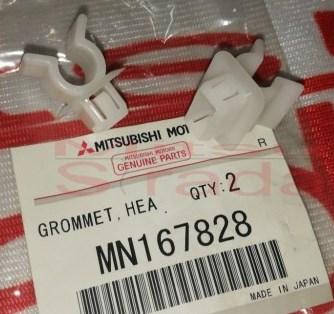 MITSUBISHI MOT
MITSUBISHI MOTORS
GENUINE PARTS
R
GROMMET, HEA QTY:2
MN167828
MADE IN JAPAN